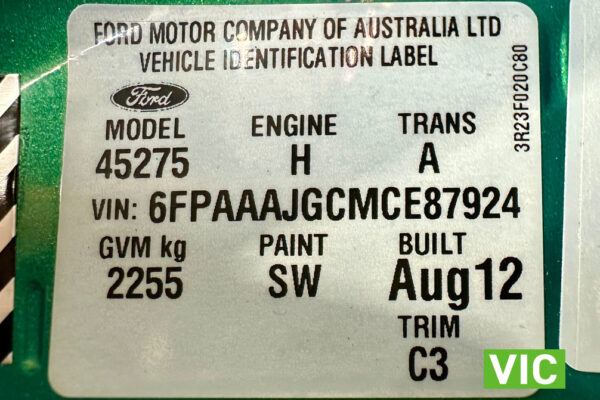 FORD MOTOR COMPANY OF AUSTRALIA LTD
VEHICLE IDENTIFICATION LABEL
3R23F020C80
Ford
MODEL ENGINE TRANS
45275 H A
VIN: 6FPAAAJGCMCE87924
GVM kg PAINT BUILT
2255 SW Aug12
TRIM
C3
VIC